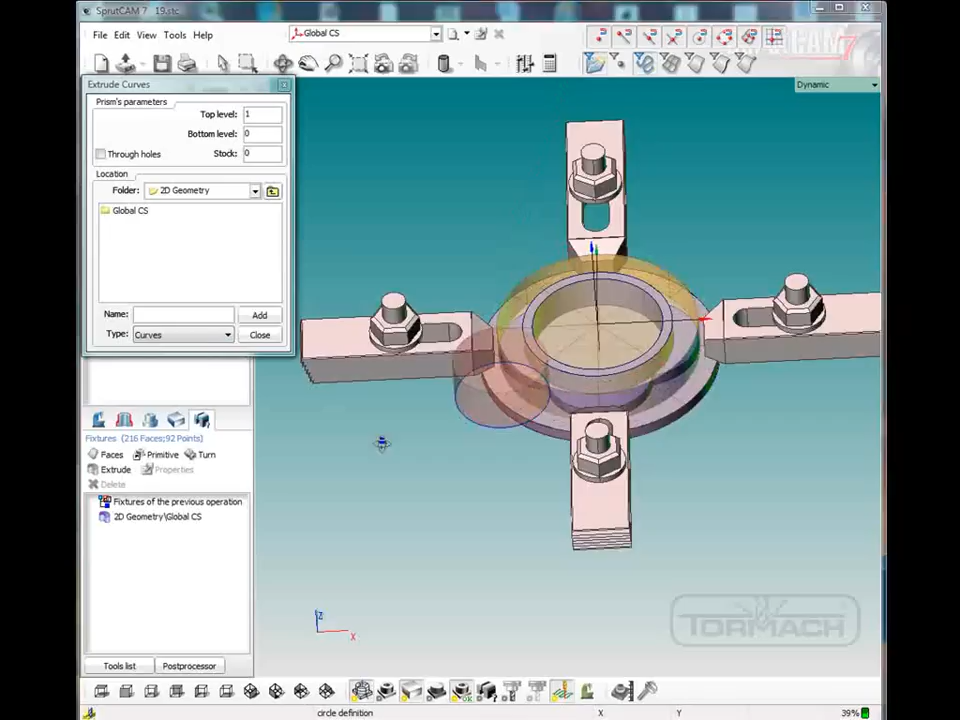 SprutCAM 7 19.stc
File Edit View Tools Help
Global CS
7
Extrude Curves
Dynamic
Prism's parameters
Top level: 1
Bottom level: 0
Through holes
Stock: 0
Location
Folder: 2D Geometry
Global CS
Name:
Add
Type: Curves
Close
Fixtures (216 Faces;92 Points)
Faces Primitive Turn
Extrude Properties
Delete
Fixtures of the previous operation
2D Geometry\Global CS
Z
X
TORMACH
Tools list Postprocessor
OK
circle definition X Y 39%